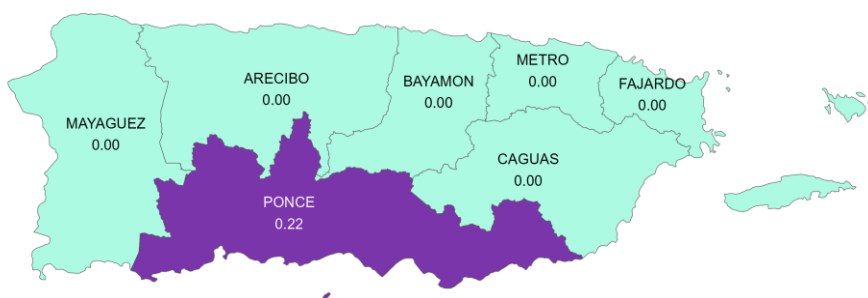 METRO
0.00
ARECIBO
0.00
BAYAMON
0.00
FAJARDO
0.00
MAYAGUEZ
0.00
CAGUAS
0.00
PONCE
0.22